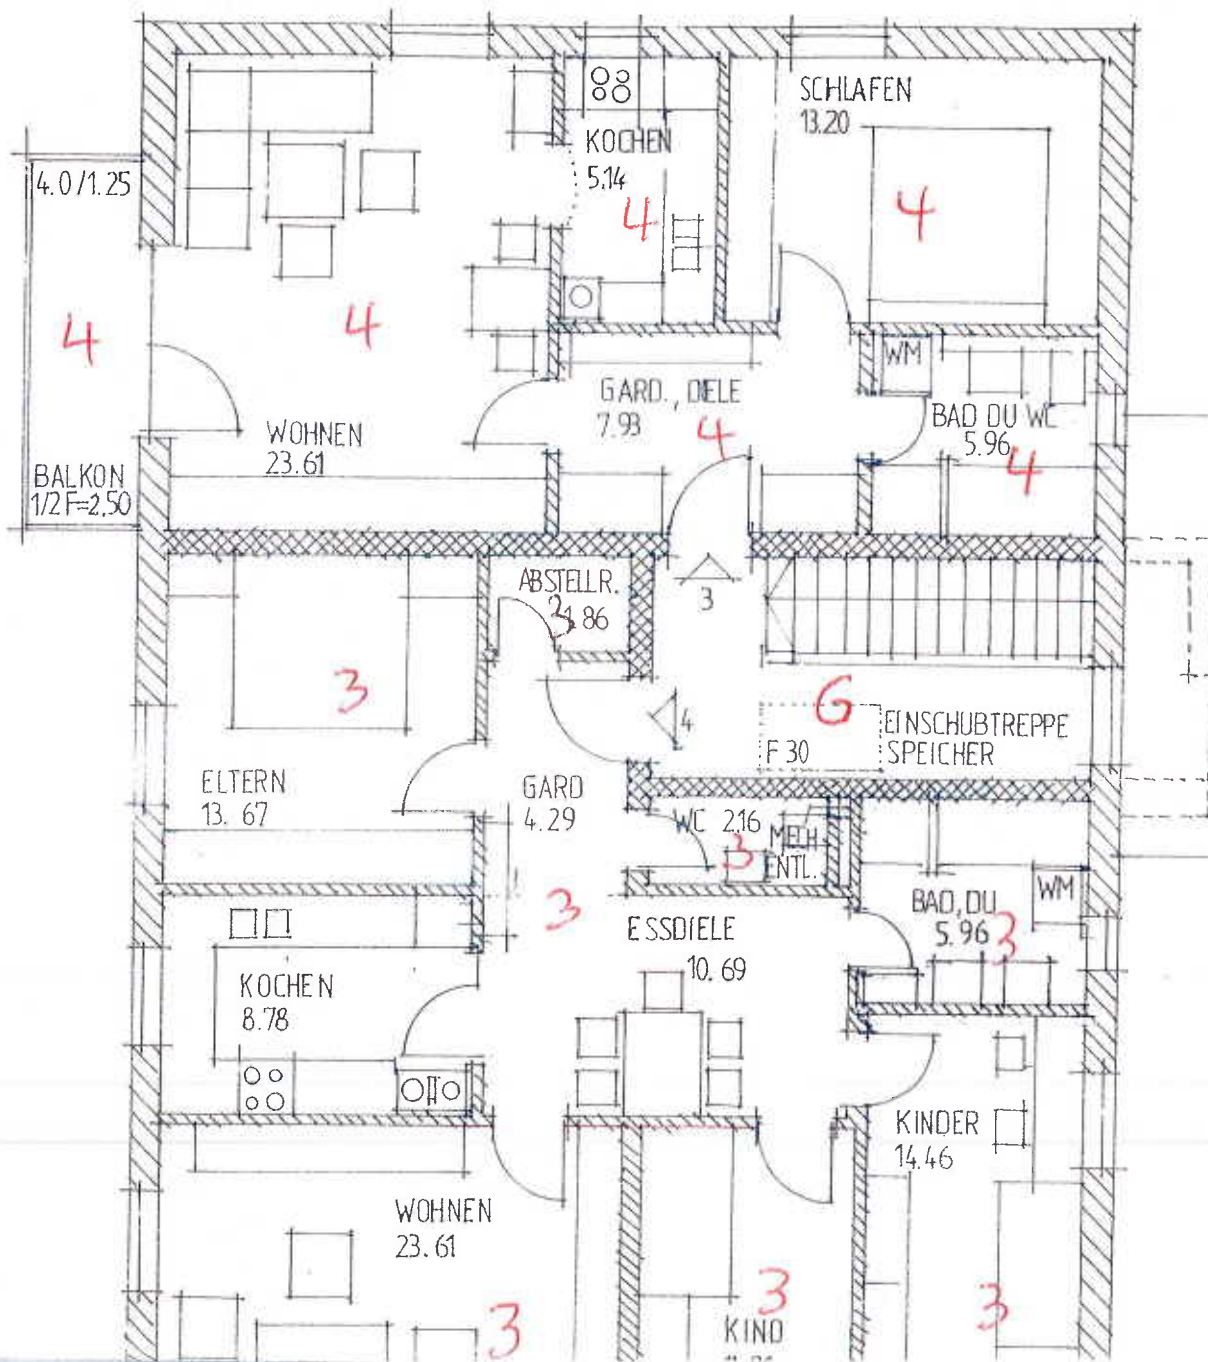 SCHLAFEN
13.20
KOCHEN
5.14
4
4
4.0/1.25
4
4
WOHNEN
23.61
GARD., DIELE
7.93
4
WM
BAD DU WC
5.96
4
BALKON
1/2 F=2.50
ABSTELLR.
3
.86
3
3
4
6
EINSCHUBTREPPE
SPEICHER
F 30
ELTERN
13.67
GARD
4.29
WC 2.16
MECH
ENTL.
3
3
ESSDIELE
10.69
BAD, DU
5.96
3
WM
KOCHEN
8.78
KINDER
14.46
WOHNEN
23.61
3
3
KIND
3